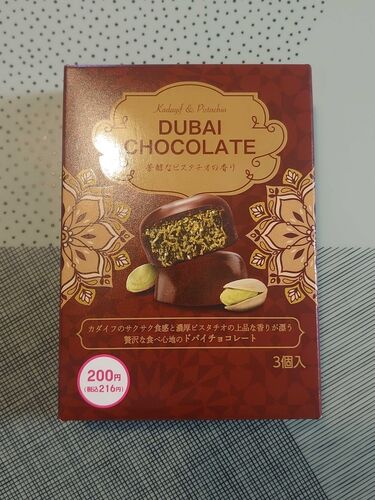 Kadayif & Pistachio
DUBAI
CHOCOLATE
芳醇なピスタチオの香り
カダイフのサクサク食感と濃厚ピスタチオの上品な香りが漂う
贅沢な食べ心地のドバイチョコレート
200円
(税込216円)
3個入